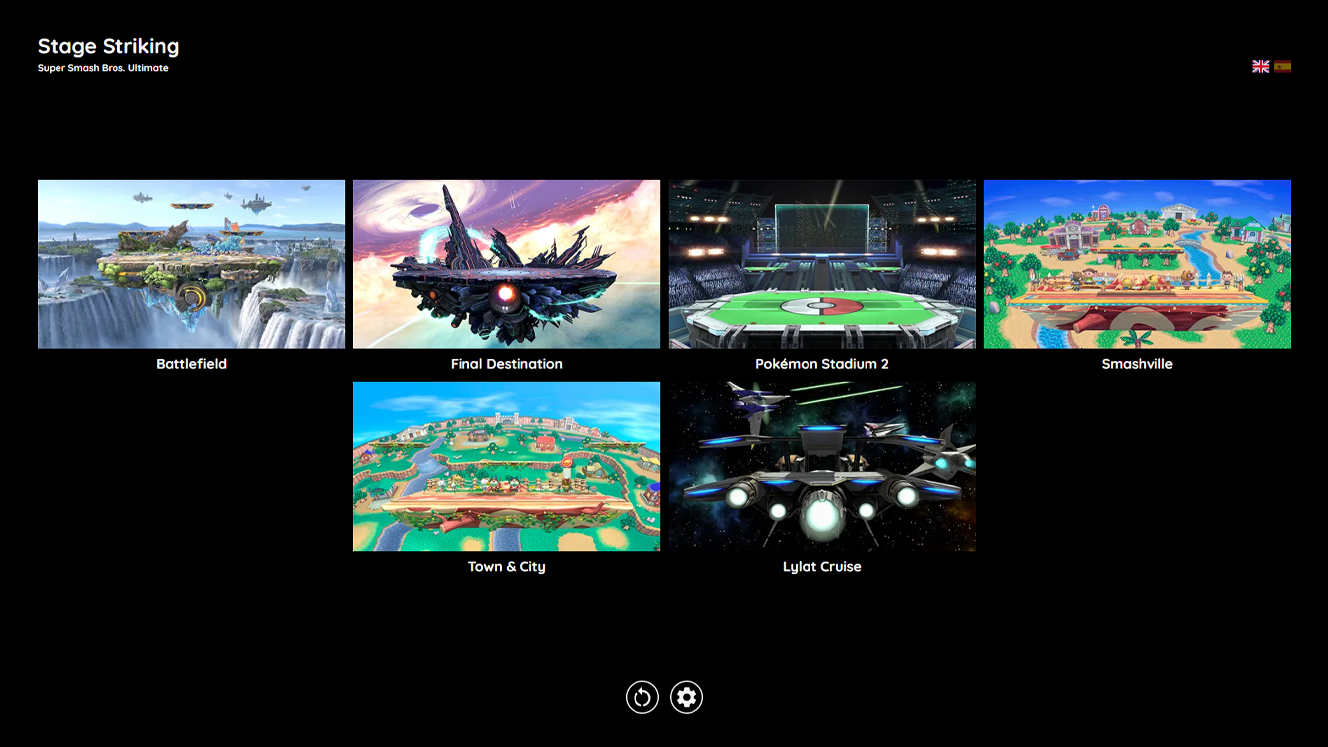 Stage Striking
Super Smash Bros. Ultimate
Battlefield
Final Destination
Pokémon Stadium 2
Smashville
Town & City
Lylat Cruise